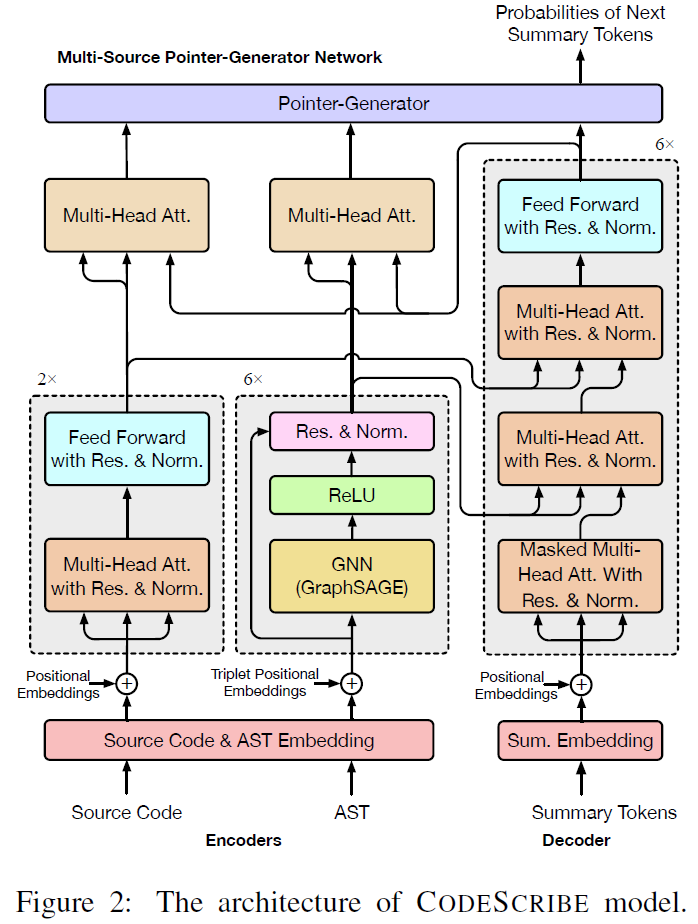 Probabilities of Next
Summary Tokens
Multi-Source Pointer-Generator Network
Pointer-Generator
6×
Multi-Head Att.
Multi-Head Att.
Feed Forward
with Res. & Norm.
Multi-Head Att.
with Res. & Norm.
2×
6×
Feed Forward
with Res. & Norm.
Res. & Norm.
Multi-Head Att.
with Res. & Norm.
ReLU
Multi-Head Att.
with Res. & Norm.
GNN
(GraphSAGE)
Masked Multi-
Head Att. With
Res. & Norm.
Positional
Embeddings
+
Triplet Positional
Embeddings
+
Positional
Embeddings
+
Source Code & AST Embedding
Sum. Embedding
Source Code
AST
Summary Tokens
Encoders
Decoder
Figure 2: The architecture of CODESCRIBE model.